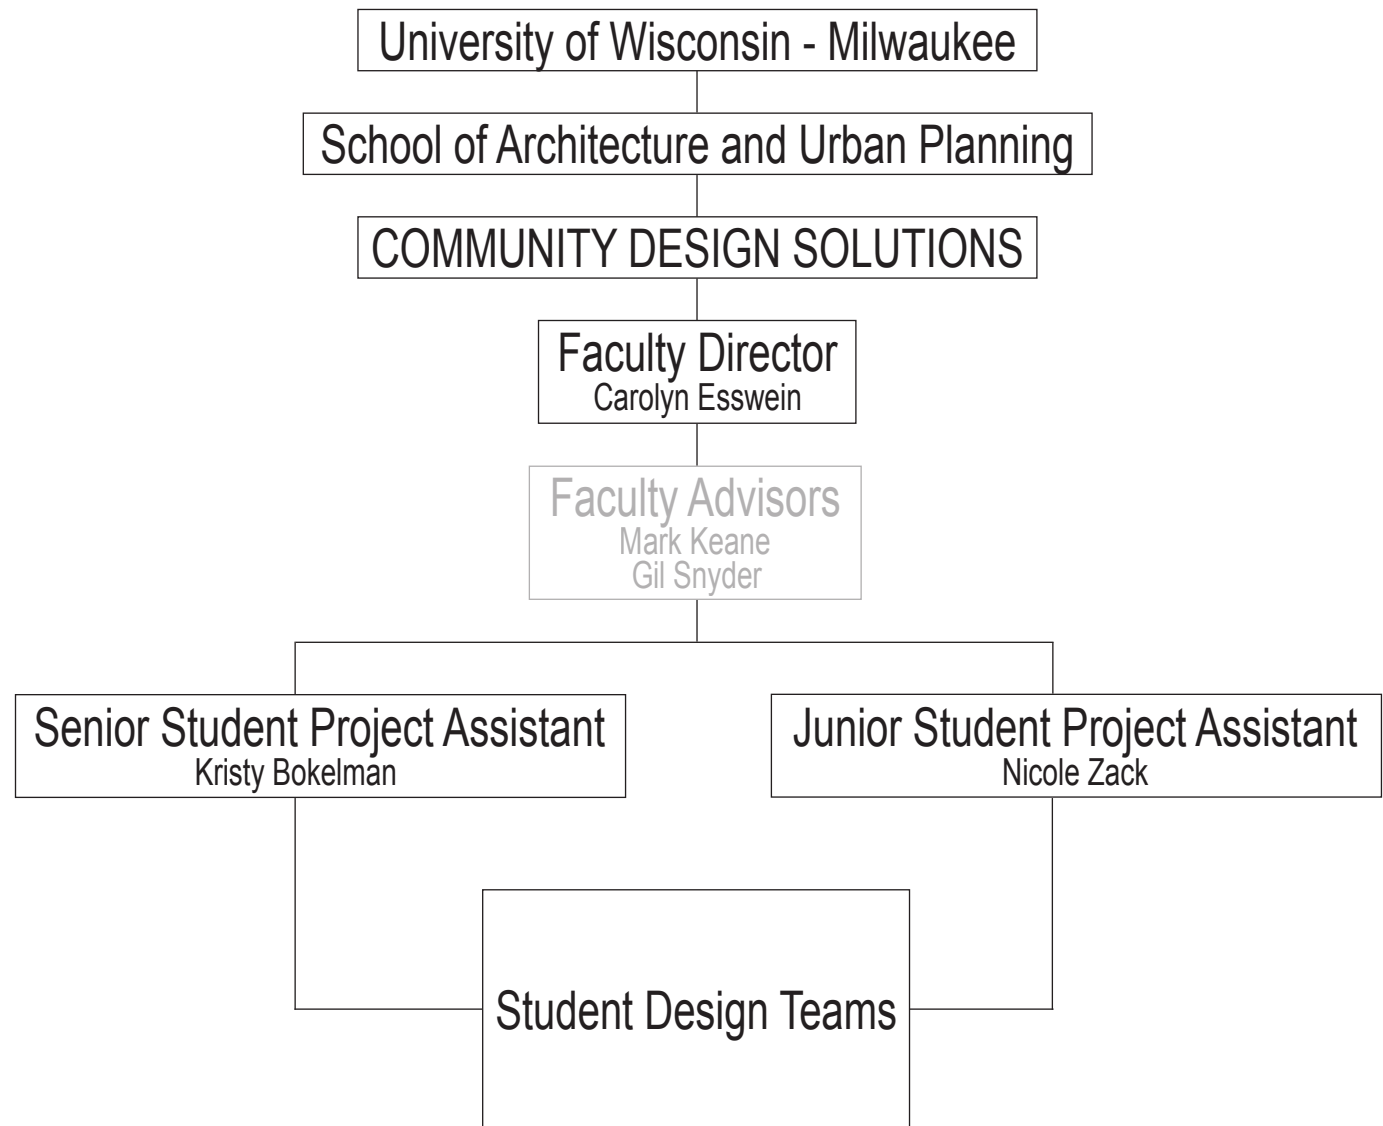 University of Wisconsin - Milwaukee
School of Architecture and Urban Planning
COMMUNITY DESIGN SOLUTIONS
Faculty Director
Carolyn Esswein
Faculty Advisors
Mark Keane
Gil Snyder
Senior Student Project Assistant
Kristy Bokelman
Junior Student Project Assistant
Nicole Zack
Student Design Teams